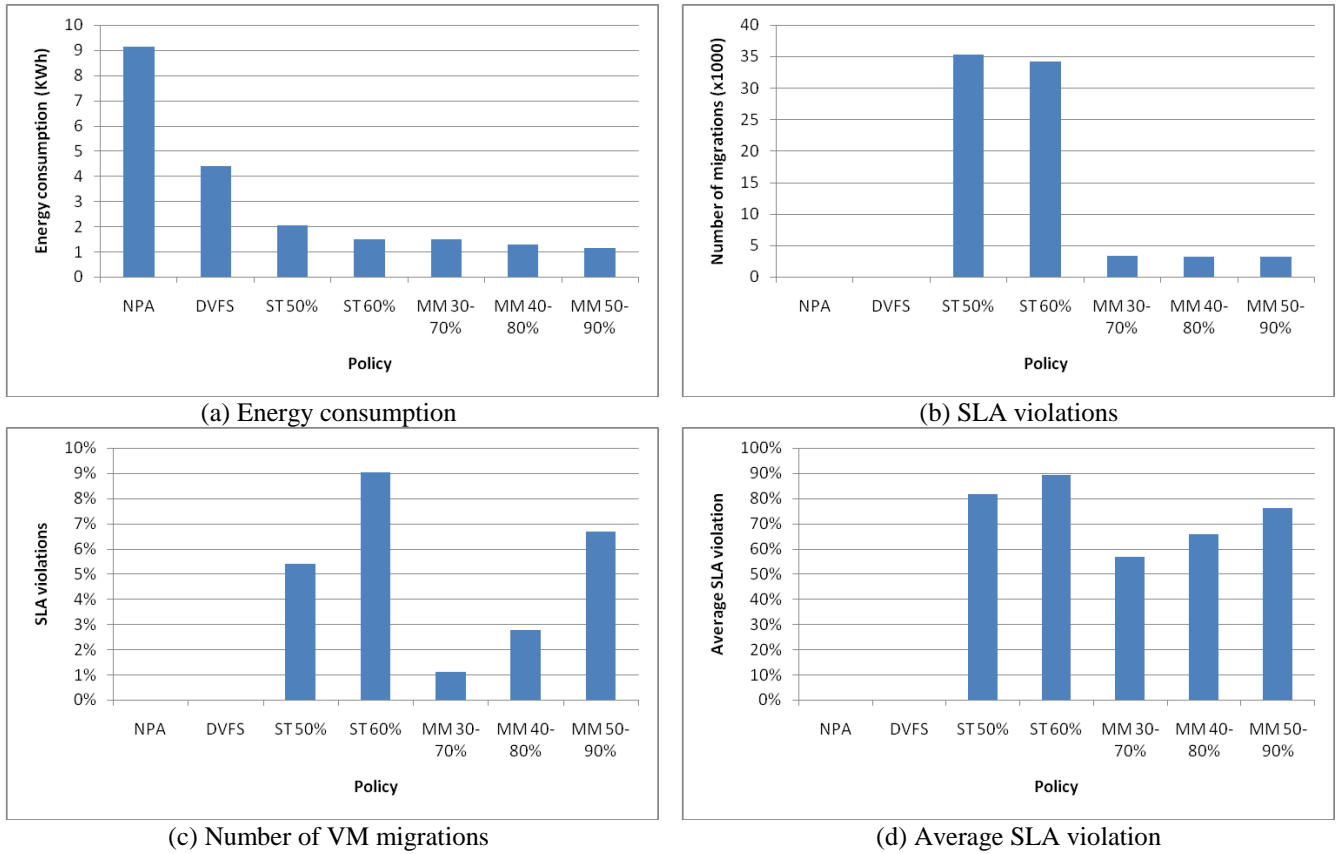 10
9
8
7
6
5
4
3
2
1
0
Energy consumption (KWh)
NPA DVFS ST 50% ST 60% MM 30- MM 40- MM 50-
70% 80% 90%
Policy
(a) Energy consumption
40
35
30
25
20
15
10
5
0
Number of migrations (x1000)
NPA DVFS ST 50% ST 60% MM 30- MM 40- MM 50-
70% 80% 90%
Policy
(b) SLA violations
10%
9%
8%
7%
6%
5%
4%
3%
2%
1%
0%
SLA violations
NPA DVFS ST 50% ST 60% MM 30- MM 40- MM 50-
70% 80% 90%
Policy
(c) Number of VM migrations
100%
90%
80%
70%
60%
50%
40%
30%
20%
10%
0%
Average SLA violation
NPA DVFS ST 50% ST 60% MM 30- MM 40- MM 50-
70% 80% 90%
Policy
(d) Average SLA violation